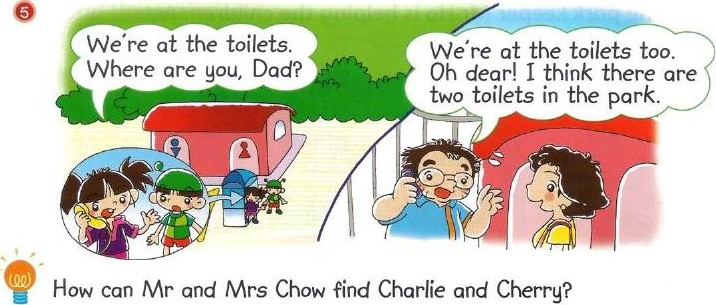 5
We're at the toilets.
Where are you, Dad?
We're at the toilets too.
Oh dear! I think there are
two toilets in the park.
How can Mr and Mrs Chow find Charlie and Cherry?